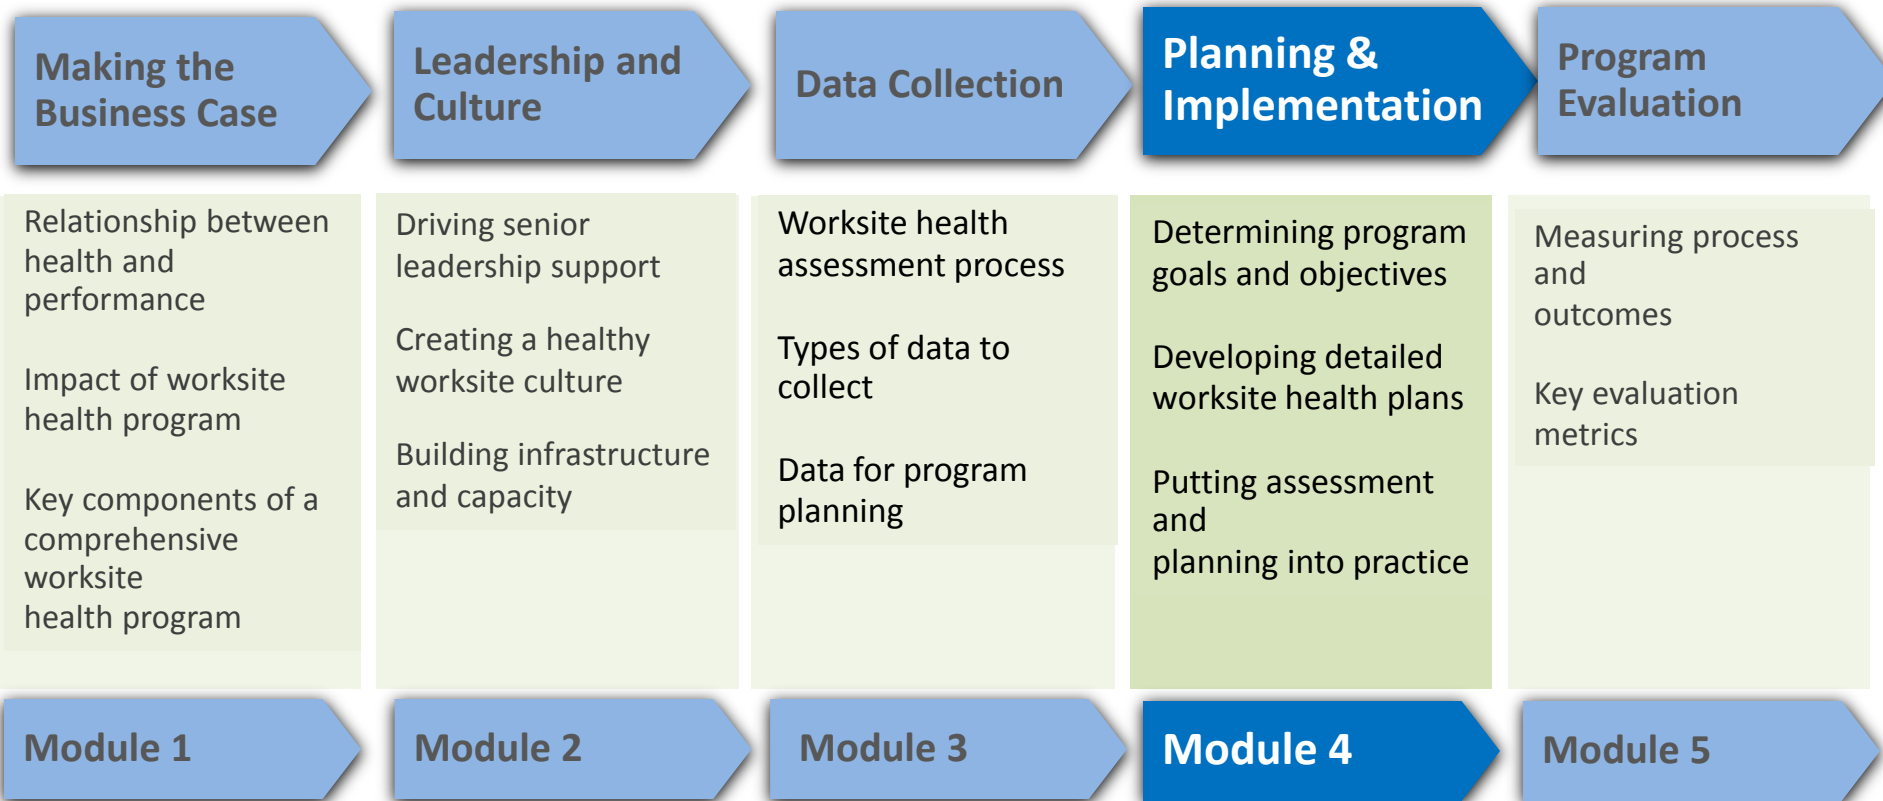 Making the
Business Case
Leadership and
Culture
Data Collection
Planning &
Implementation
Program
Evaluation
Relationship between
health and
performance
Impact of worksite
health program
Key components of a
comprehensive
worksite
health program
Driving senior
leadership support
Creating a healthy
worksite culture
Building infrastructure
and capacity
Worksite health
assessment process
Types of data to
collect
Data for program
planning
Determining program
goals and objectives
Developing detailed
worksite health plans
Putting assessment
and
planning into practice
Measuring process
and
outcomes
Key evaluation
metrics
Module 1
Module 2
Module 3
Module 4
Module 5